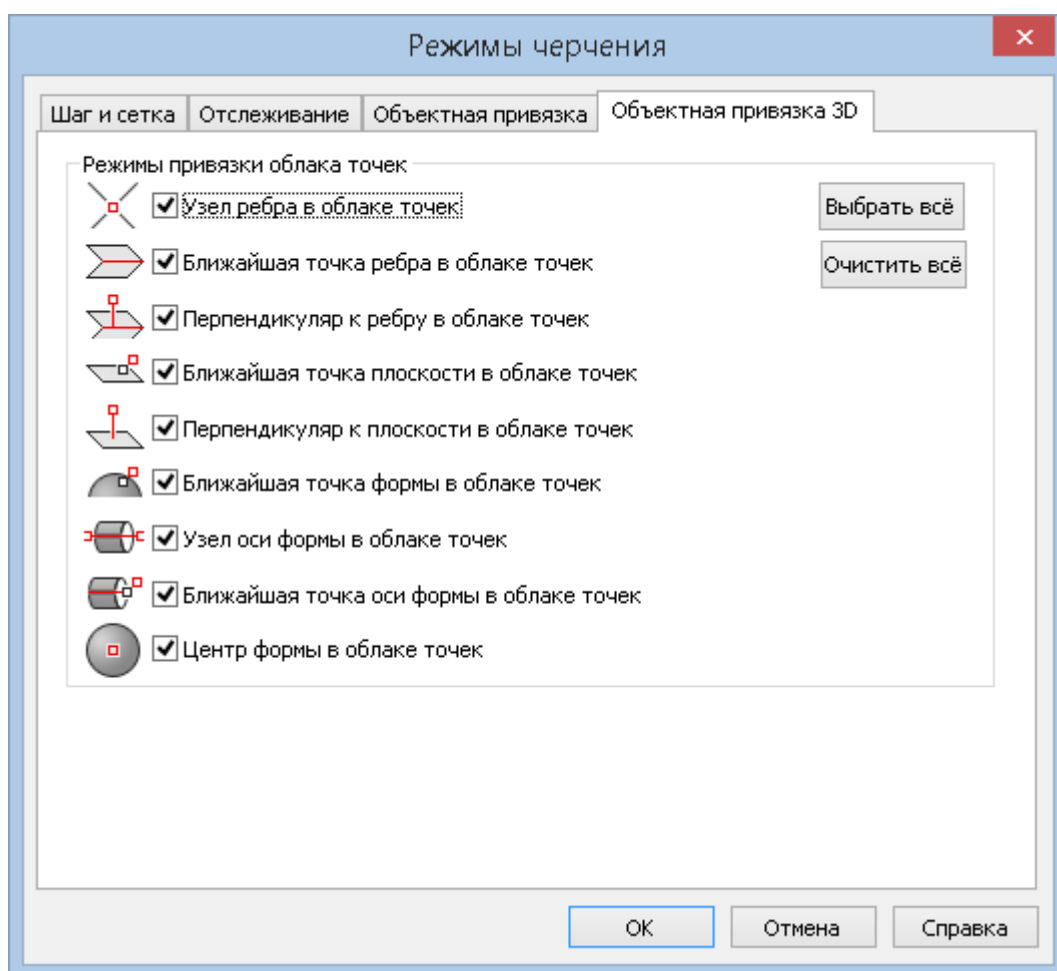 Режимы черчения
Шаг и сетка Отслеживание Объектная привязка Объектная привязка 3D
Режимы привязки облака точек
Узел ребра в облаке точек Выбрать всё
Ближайшая точка ребра в облаке точек Очистить всё
Перпендикуляр к ребру в облаке точек
Ближайшая точка плоскости в облаке точек
Перпендикуляр к плоскости в облаке точек
Ближайшая точка формы в облаке точек
Узел оси формы в облаке точек
Ближайшая точка оси формы в облаке точек
Центр формы в облаке точек
ОК Отмена Справка